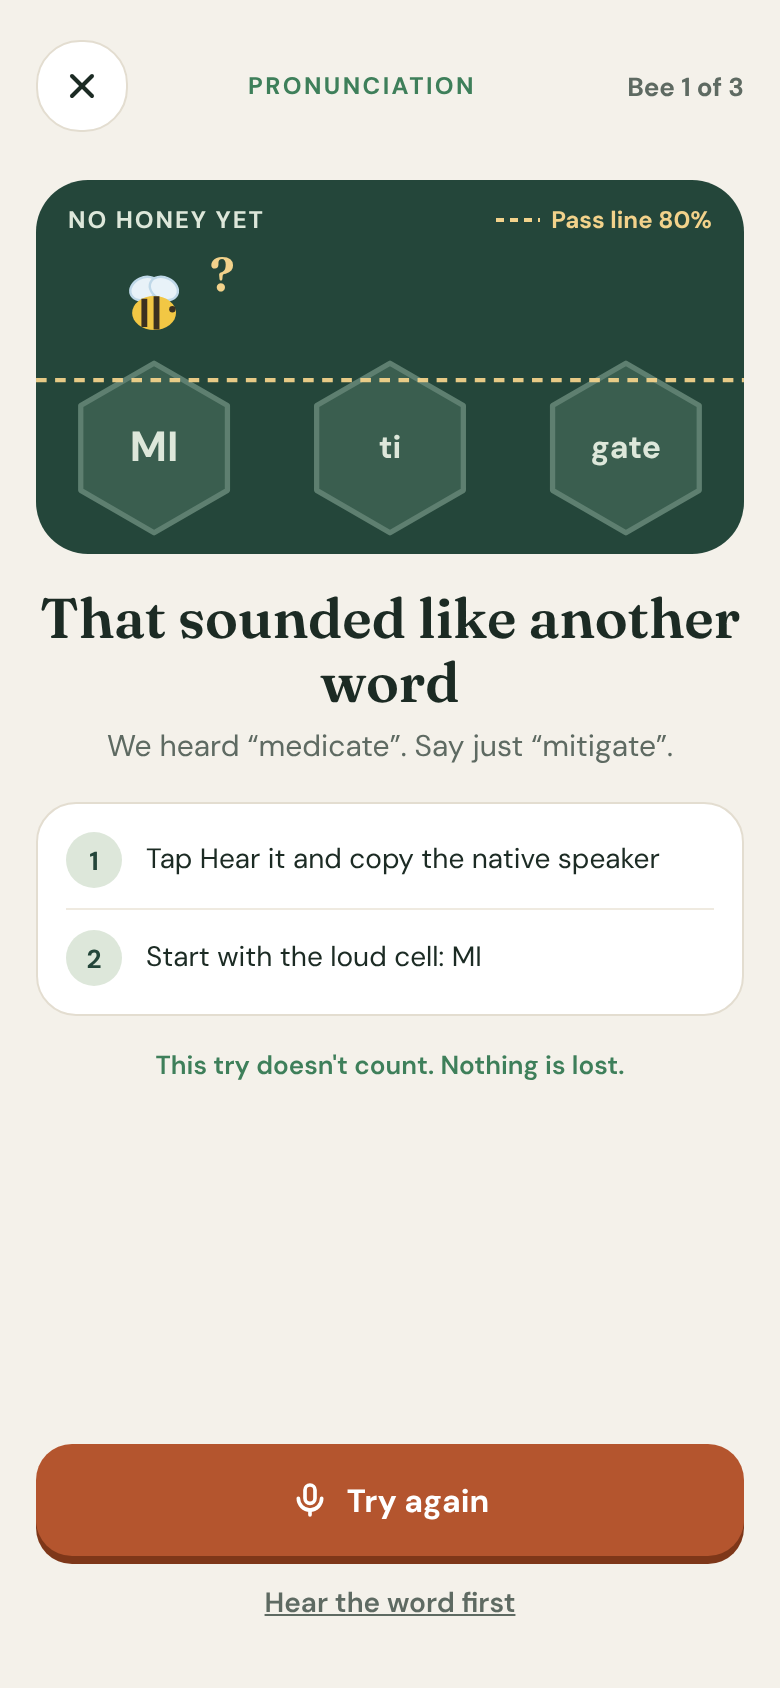 PRONUNCIATION
Bee 1 of 3
NO HONEY YET
Pass line 80%
?
MI
ti
gate
That sounded like another
word
We heard “medicate”. Say just “mitigate”.
1 Tap Hear it and copy the native speaker
2 Start with the loud cell: MI
This try doesn't count. Nothing is lost.
Try again
Hear the word first